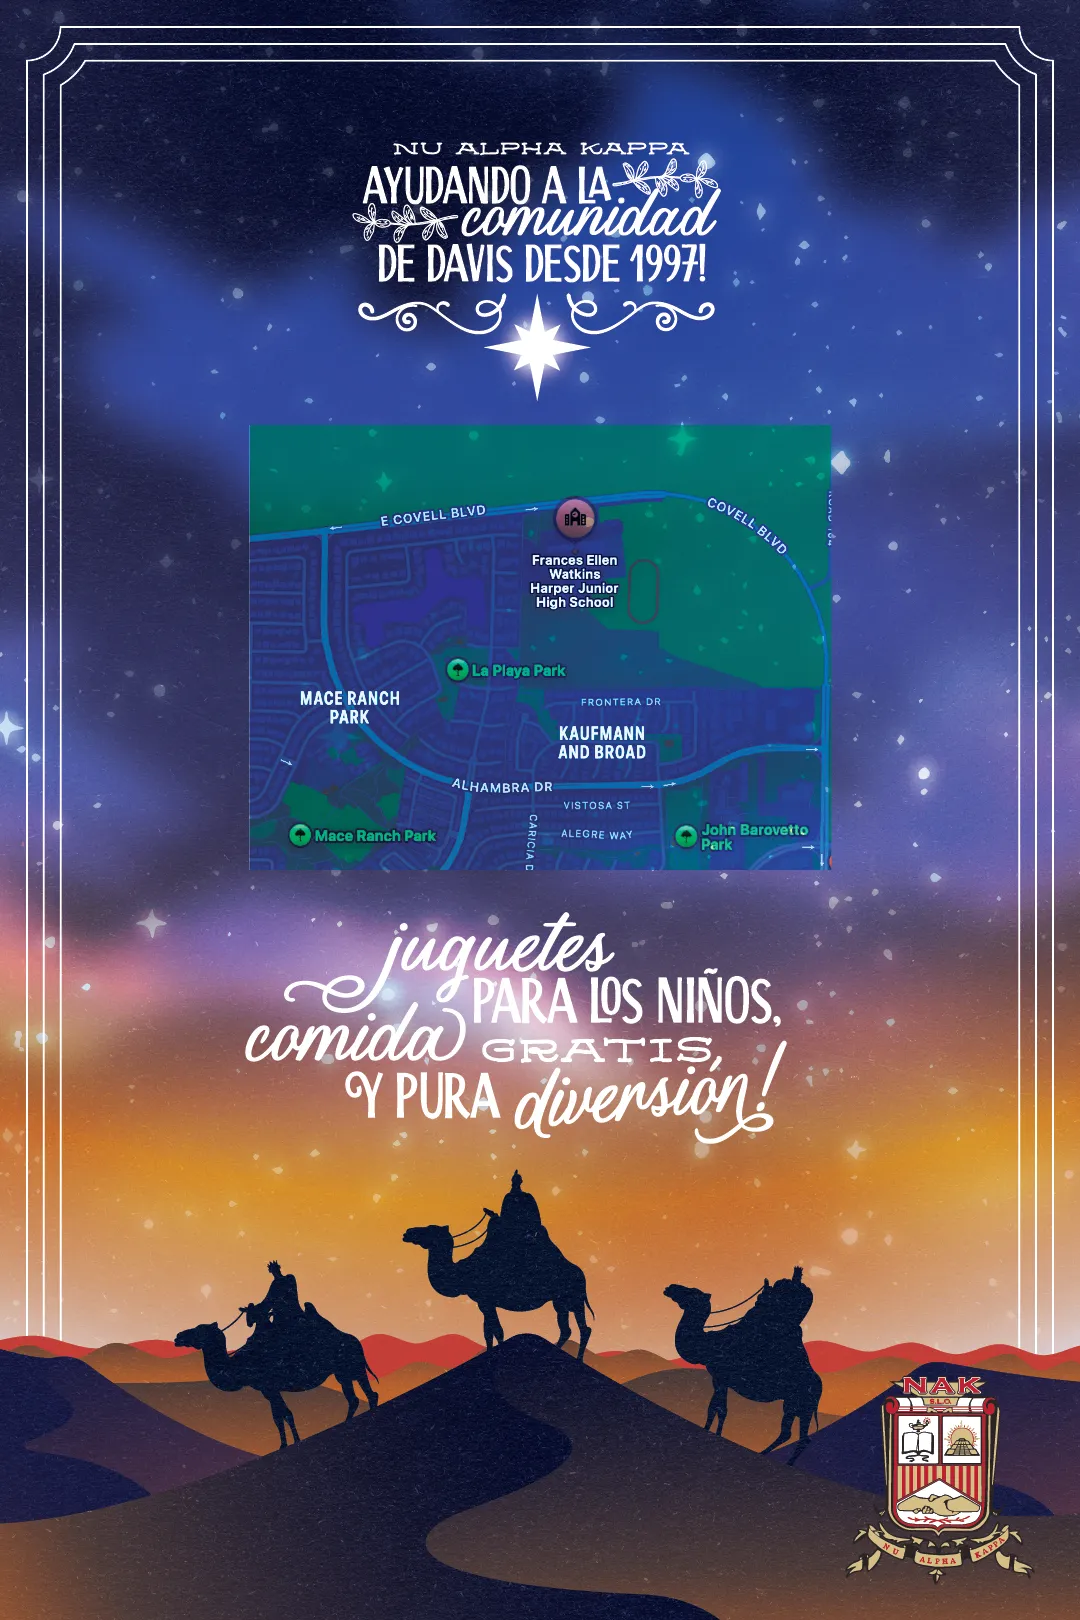 NU ALPHA KAPPA
AYUDANDO A LA
comunidad
DE DAVIS DESDE 1997!
E COVELL BLVD
COVELL BLVD
Frances Ellen
Watkins
Harper Junior
High School
La Playa Park
MACE RANCH
PARK
FRONTERA DR
KAUFMANN
AND BROAD
ALHAMBRA DR
VISTOSA ST
CARICIA D
ALEGRE WAY
Mace Ranch Park
John Barovetto
Park
juguetes
PARA LOS NIÑOS,
comida GRATIS,
Y PURA diversión!
NAK
S.L.O.
NU ALPHA KAPPA